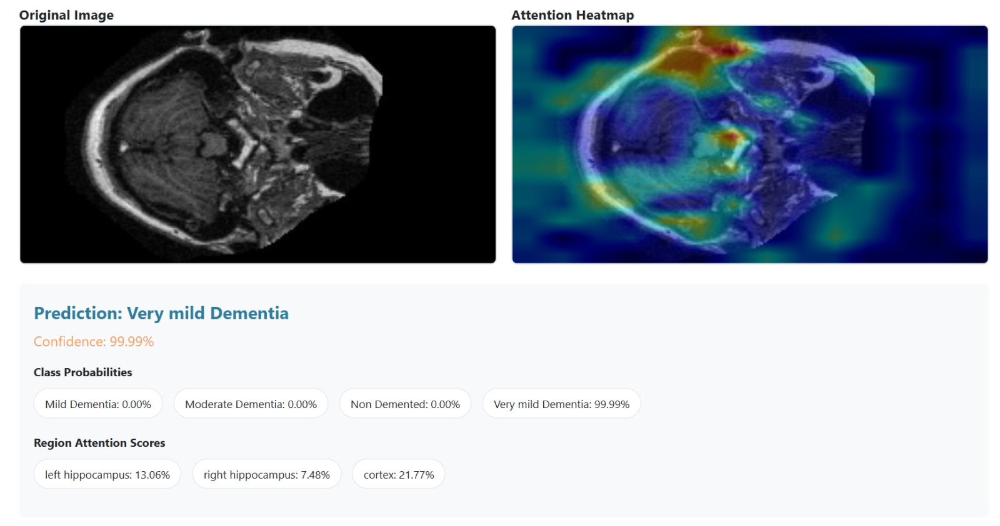 Original Image
Attention Heatmap
Prediction: Very mild Dementia
Confidence: 99.99%
Class Probabilities
Mild Dementia: 0.00%
Moderate Dementia: 0.00%
Non Demented: 0.00%
Very mild Dementia: 99.99%
Region Attention Scores
left hippocampus: 13.06%
right hippocampus: 7.48%
cortex: 21.77%